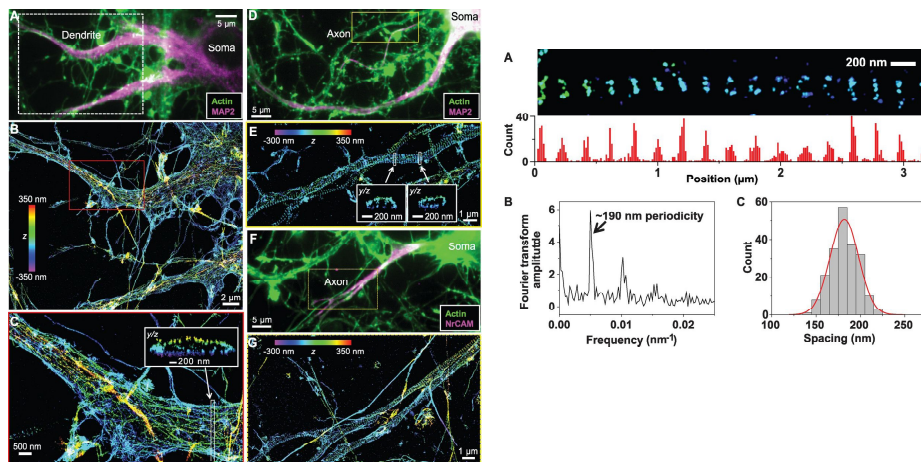 A
5 μm
Dendrite
Soma
Actin
MAP2
B
350 nm
z
-350 nm
2 μm
C
y/z
200 nm
500 nm
D
Soma
Axon
Actin
MAP2
5 μm
E
-300 nm z 350 nm
y/z
200 nm
y/z
200 nm
1 μm
F
Soma
Axon
Actin
NrCAM
5 μm
G
-300 nm z 350 nm
1 μm
A
200 nm
Count
40
20
0
0 1 2 3
Position (μm)
B
~190 nm periodicity
Fourier transform
amplitutde
6
4
2
0
0.00 0.01 0.02
Frequency (nm-1)
C
Count
60
40
20
0
100 150 200 250
Spacing (nm)